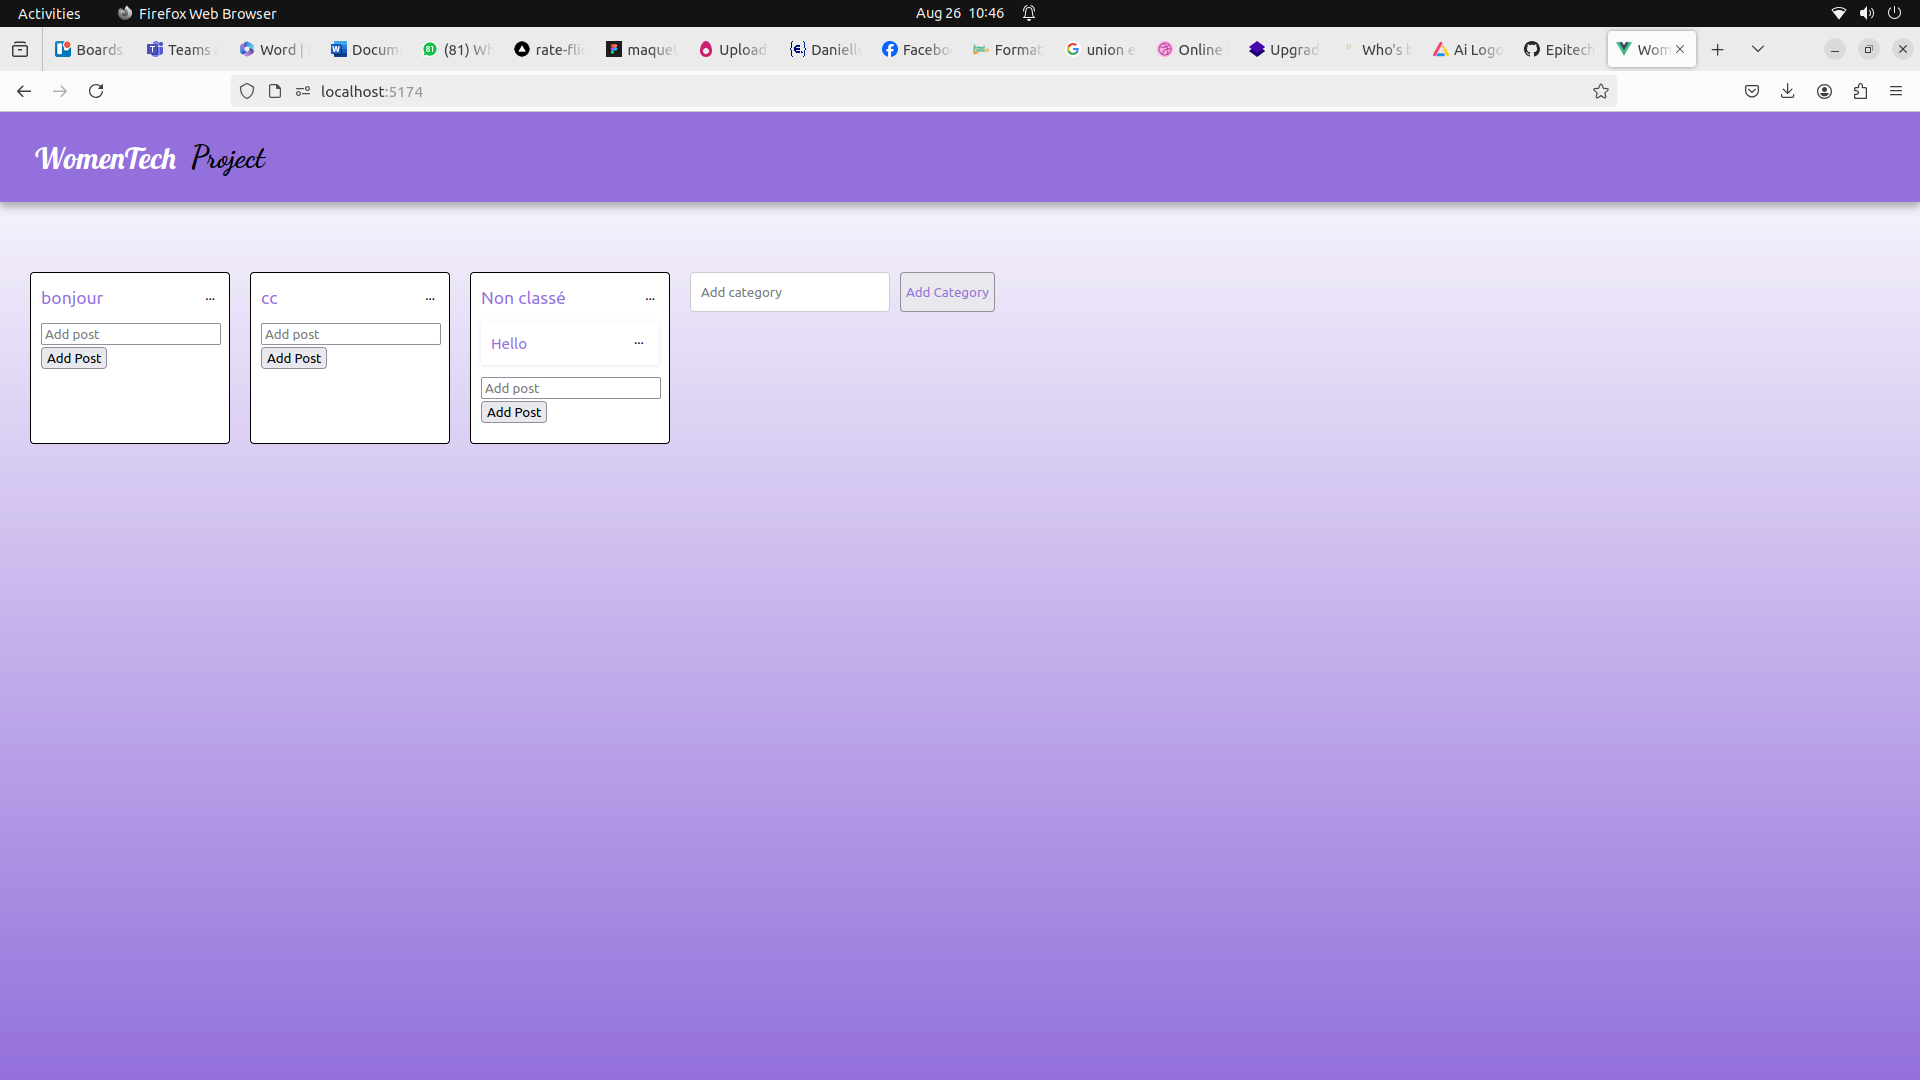 Activities Firefox Web Browser Aug 26 10:46
Boards Teams a Word | Docum (81) Wh rate-fli maquet Upload Danielle Facebo Format union e Online Upgrad Who's b Ai Logo Epitech Wom
localhost:5174
WomenTech Project
bonjour ...
Add post
Add Post
cc ...
Add post
Add Post
Non classé ...
Hello ...
Add post
Add Post
Add category Add Category